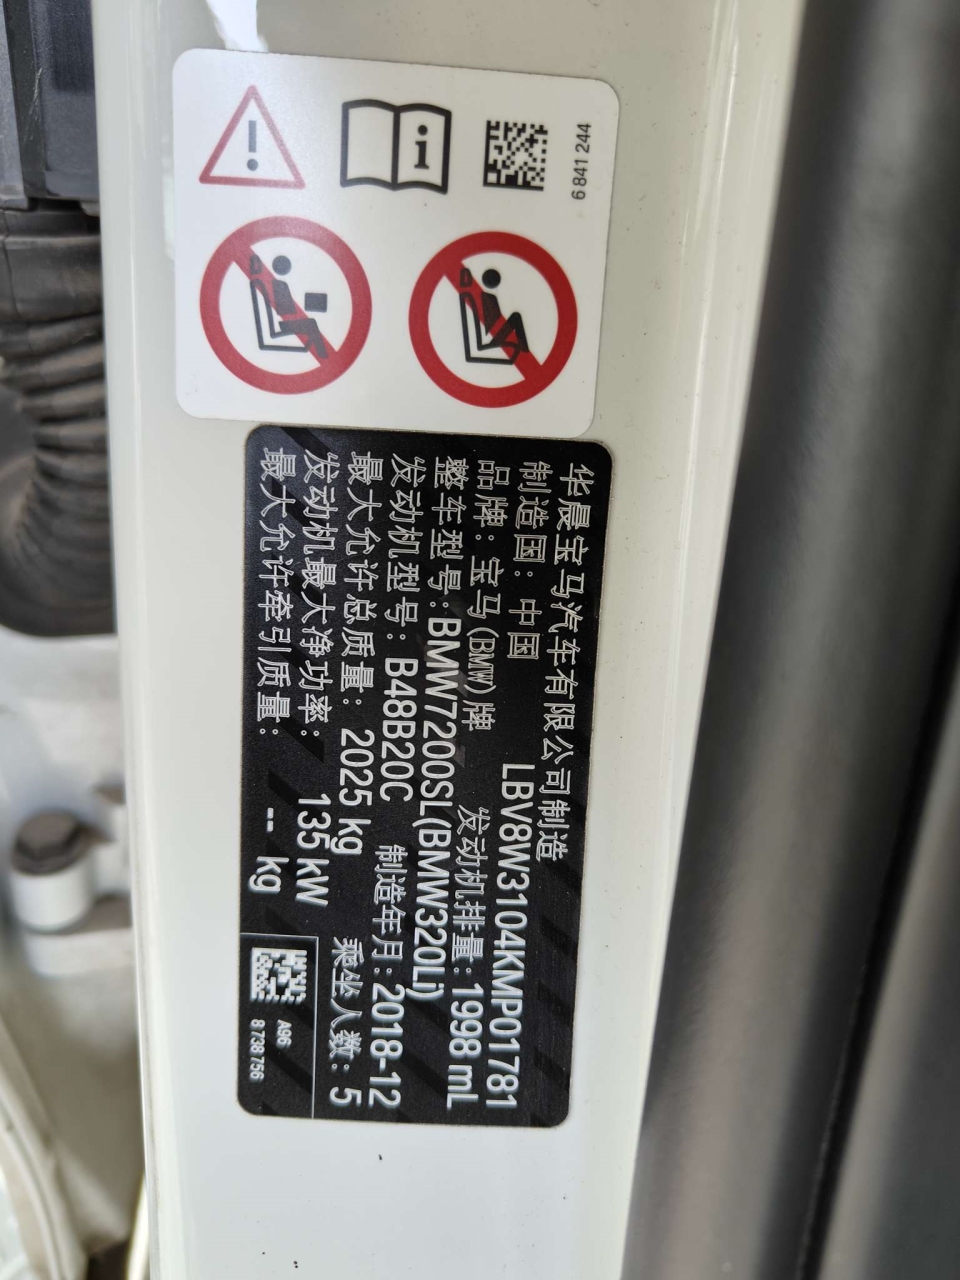 6 841 244
华晨宝马汽车有限公司制造
制造国：中国 LBV8W3104KMP01781
品牌：宝马(BMW)牌 发动机排量：1998 mL
整车型号：BMW7200SL(BMW320Li)
发动机型号：B48B20C 制造年月：2018-12
最大允许总质量：2025 kg 乘坐人数：5
发动机最大净功率：135 kW
最大允许牵引质量：-- kg
A96
8 738 756